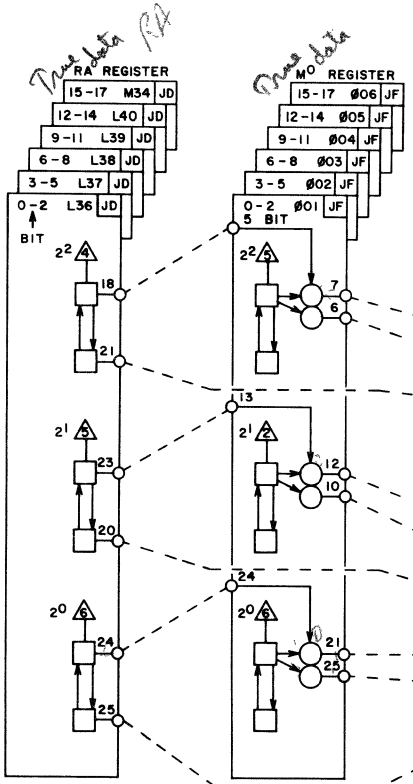 True data RA
True data
RA REGISTER
M⁰ REGISTER
15-17 M34 JD
15-17 Ø06 JF
12-14 L40 JD
12-14 Ø05 JF
9-11 L39 JD
9-11 Ø04 JF
6-8 L38 JD
6-8 Ø03 JF
3-5 L37 JD
3-5 Ø02 JF
0-2 L36 JD
0-2 Ø01 JF
BIT
5 BIT
2² 4
2² 5
18
7
6
21
13
2¹ 5
2¹ 2
23
12
10
20
24
2⁰ 6
2⁰ 6
24
21
25
25